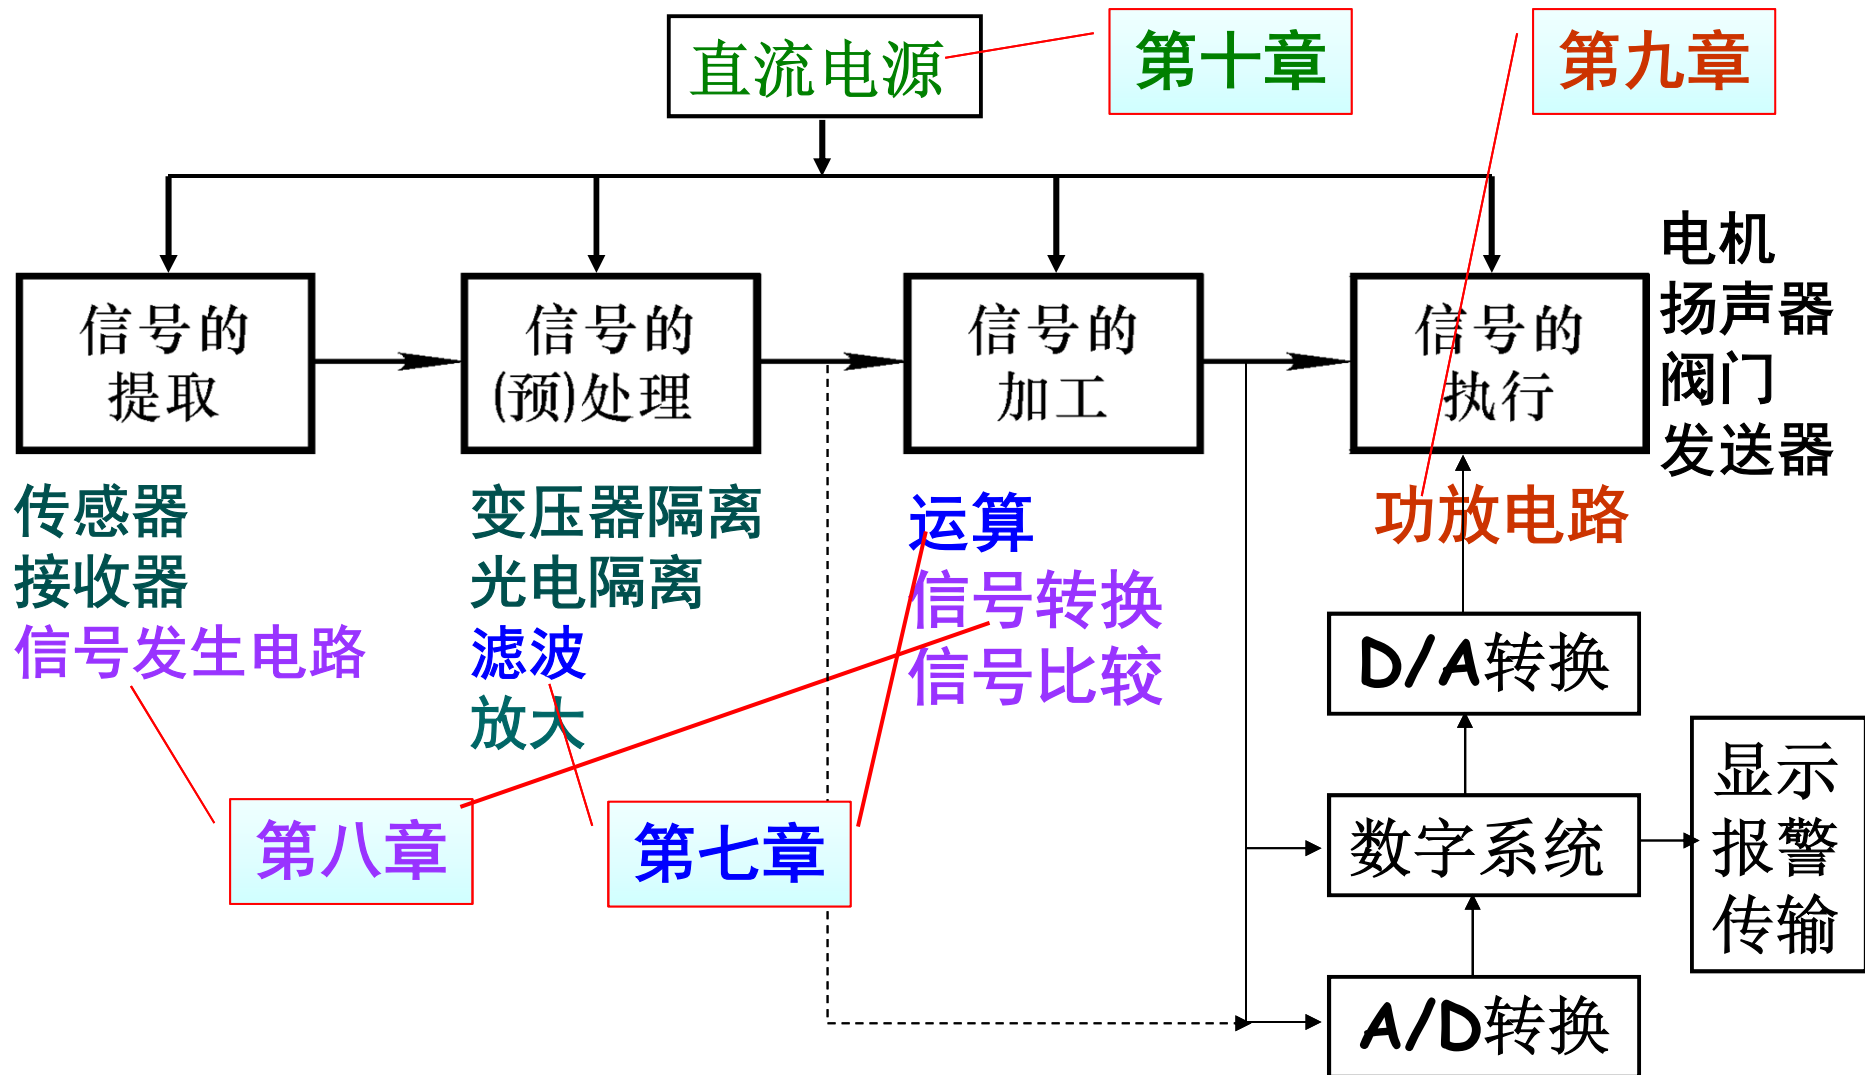 直流电源
第十章
第九章
信号的
提取
信号的
(预)处理
信号的
加工
信号的
执行
电机
扬声器
阀门
发送器
传感器
接收器
信号发生电路
变压器隔离
光电隔离
滤波
放大
运算
信号转换
信号比较
功放电路
D/A转换
第八章
第七章
数字系统
显示
报警
传输
A/D转换